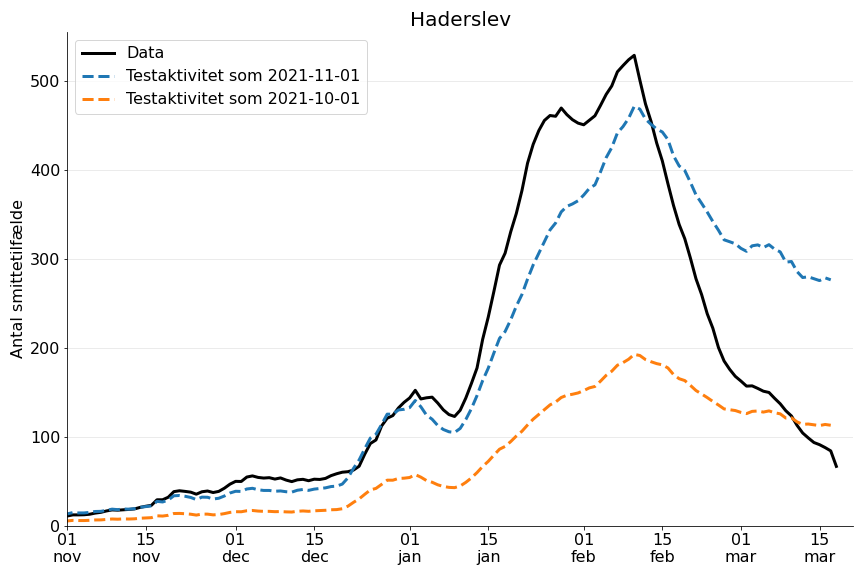 Haderslev
Data
Testaktivitet som 2021-11-01
Testaktivitet som 2021-10-01
Antal smittetilfælde
500
400
300
200
100
0
01 15 01 15 01 15 01 15 01 15
nov nov dec dec jan jan feb feb mar mar